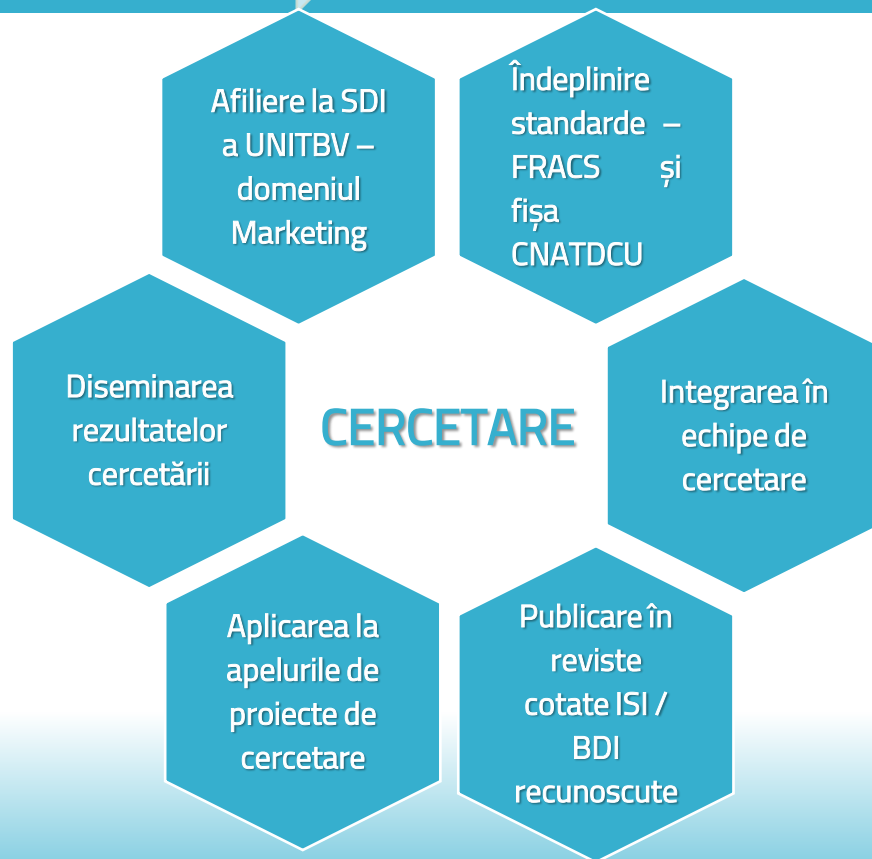 Afiliere la SDI
a UNITBV –
domeniul
Marketing
Îndeplinire
standarde –
FRACS și
fișa
CNATDCU
Diseminarea
rezultatelor
cercetării
CERCETARE
Integrarea în
echipe de
cercetare
Aplicarea la
apelurile de
proiecte de
cercetare
Publicare în
reviste
cotate ISI /
BDI
recunoscute